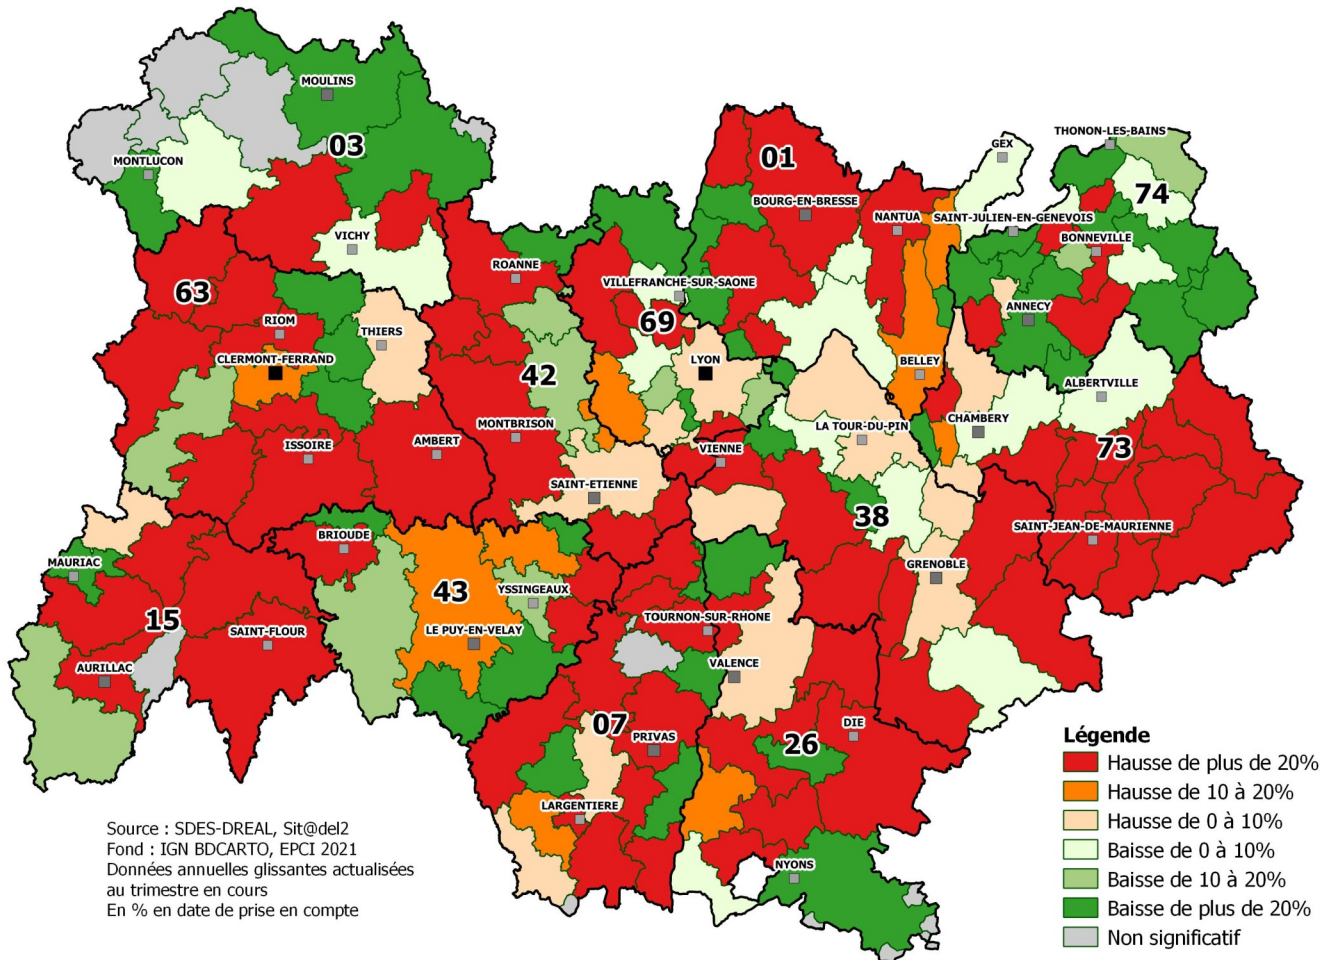 MOULINS
03
MONTLUCON
VICHY
THONON-LES-BAINS
GEX
74
01
BOURG-EN-BRESSE
NANTUA
SAINT-JULIEN-EN-GENEVOIS
BONNEVILLE
ROANNE
VILLEFRANCHE-SUR-SAONE
63
RIOM
THIERS
69
ANNECY
CLERMONT-FERRAND
42
LYON
BELLEY
ALBERTVILLE
MONTBRISON
LA TOUR-DU-PIN
CHAMBERY
ISSOIRE
AMBERT
VIENNE
73
SAINT-ETIENNE
38
SAINT-JEAN-DE-MAURIENNE
BRIOUDE
MAURIAC
43
YSSINGEAUX
GRENOBLE
15
SAINT-FLOUR
LE PUY-EN-VELAY
TOURNON-SUR-RHONE
AURILLAC
VALENCE
07
PRIVAS
26
DIE
LARGENTIERE
NYONS
Légende
Hausse de plus de 20%
Hausse de 10 à 20%
Hausse de 0 à 10%
Baisse de 0 à 10%
Baisse de 10 à 20%
Baisse de plus de 20%
Non significatif
Source : SDES-DREAL, Sit@del2
Fond : IGN BDCARTO, EPCI 2021
Données annuelles glissantes actualisées
au trimestre en cours
En % en date de prise en compte